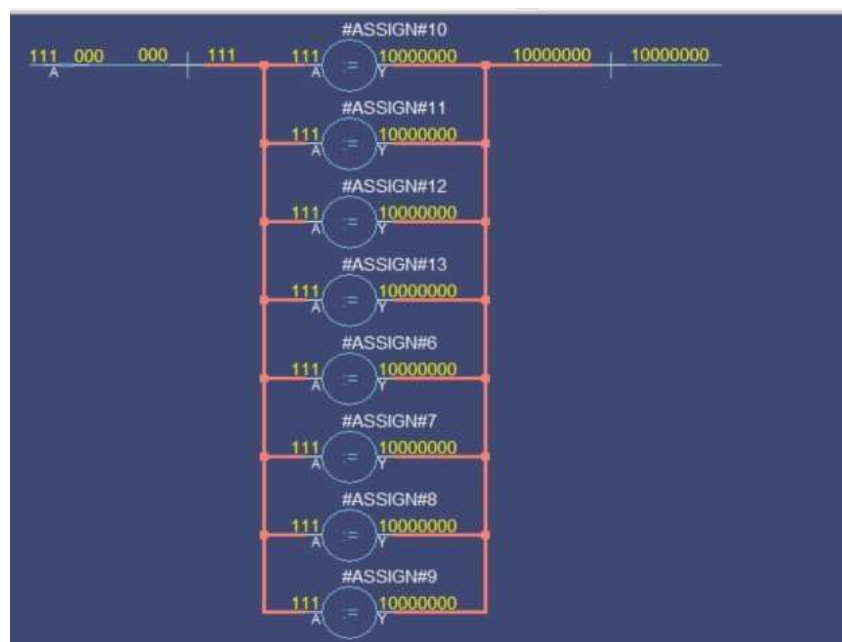 #ASSIGN#10
111 000 000 111 111 10000000 10000000 10000000
A A := Y
#ASSIGN#11
111 10000000
A := Y
#ASSIGN#12
111 10000000
A := Y
#ASSIGN#13
111 10000000
A := Y
#ASSIGN#6
111 10000000
A := Y
#ASSIGN#7
111 10000000
A := Y
#ASSIGN#8
111 10000000
A := Y
#ASSIGN#9
111 10000000
A := Y